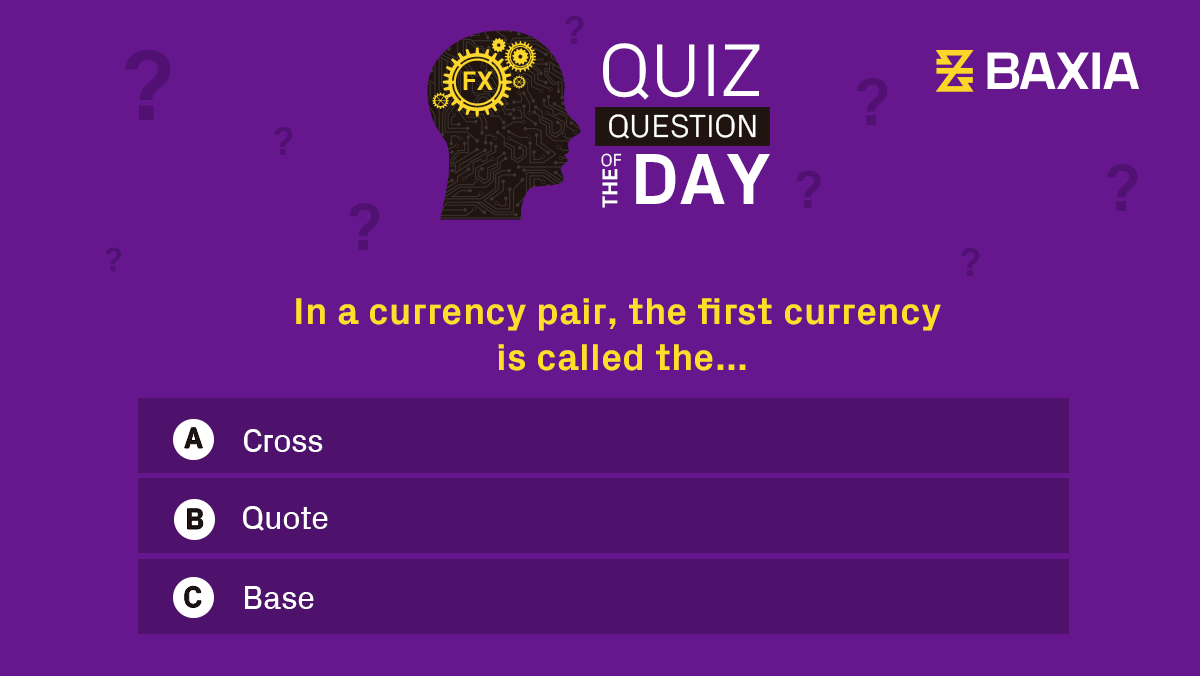 FX
QUIZ
QUESTION
OF THE
DAY
BAXIA
In a currency pair, the first currency
is called the...
A Cross
B Quote
C Base